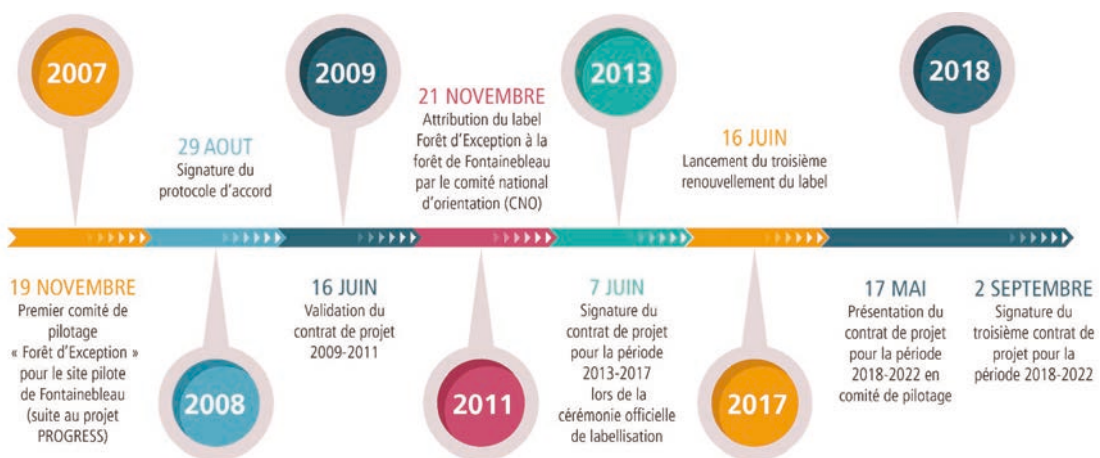 2007
19 NOVEMBRE
Premier comité de
pilotage
« Forêt d'Exception »
pour le site pilote
de Fontainebleau
(suite au projet
PROGRESS)
29 AOUT
Signature du
protocole d'accord
2008
2009
16 JUIN
Validation du
contrat de projet
2009-2011
21 NOVEMBRE
Attribution du label
Forêt d'Exception à la
forêt de Fontainebleau
par le comité national
d'orientation (CNO)
2011
2013
7 JUIN
Signature du
contrat de projet
pour la période
2013-2017
lors de la
cérémonie officielle
de labellisation
16 JUIN
Lancement du troisième
renouvellement du label
2017
2018
17 MAI
Présentation du
contrat de projet
pour la période
2018-2022 en
comité de pilotage
2 SEPTEMBRE
Signature du
troisième contrat de
projet pour la
période 2018-2022